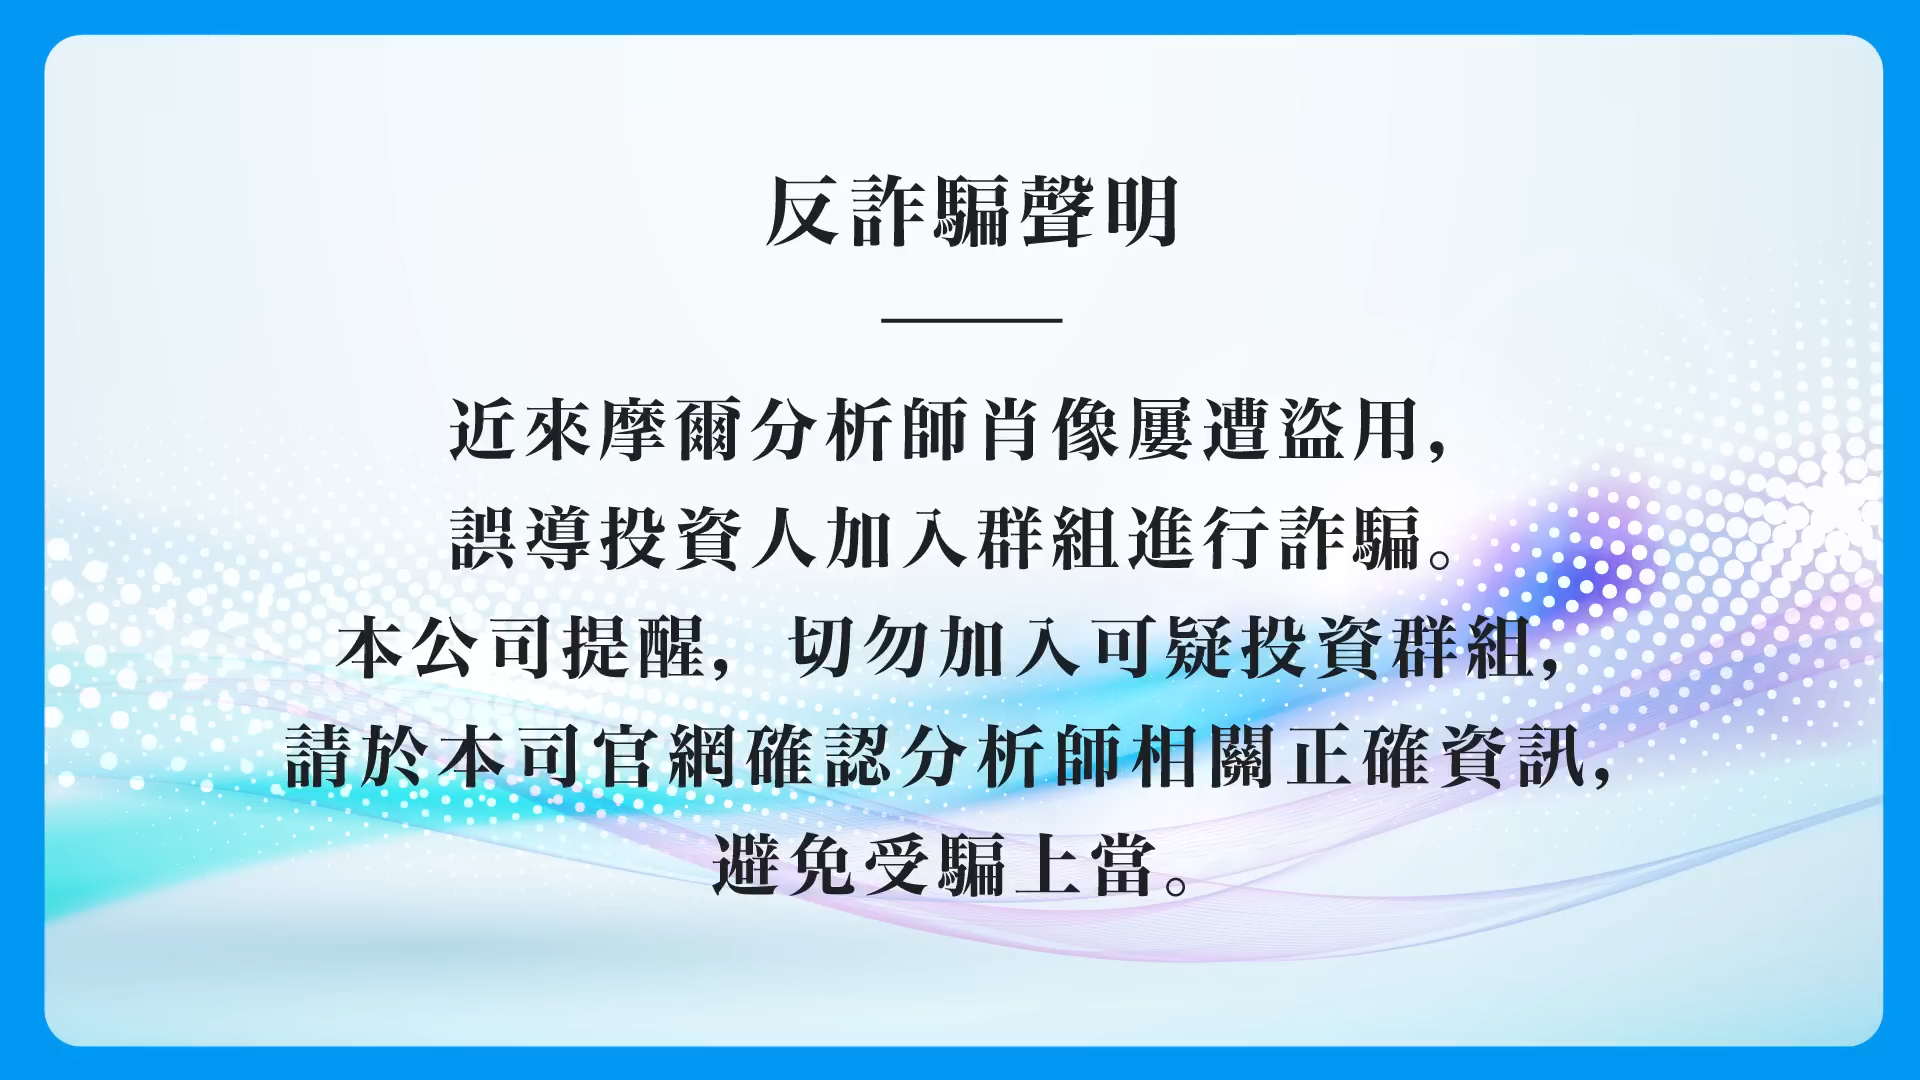 反詐騙聲明
近來摩爾分析師肖像屢遭盜用，
誤導投資人加入群組進行詐騙。
本公司提醒，切勿加入可疑投資群組，
請於本司官網確認分析師相關正確資訊，
避免受騙上當。